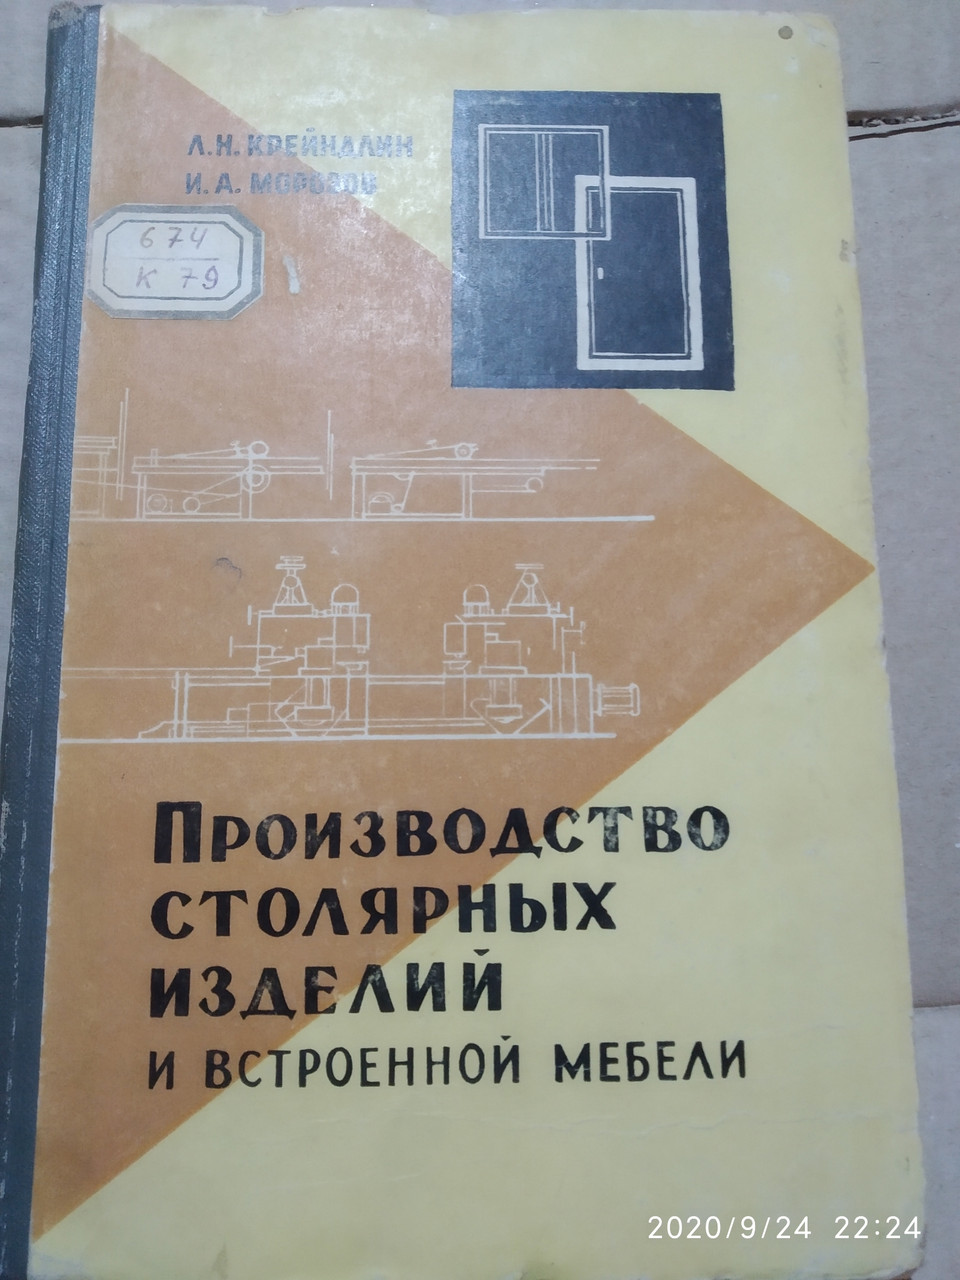 Л.Н. КРЕЙНДЛИН
И.А. МОРОЗОВ
674
К 79
ПРОИЗВОДСТВО
СТОЛЯРНЫХ
ИЗДЕЛИЙ
И ВСТРОЕННОЙ МЕБЕЛИ
2020/9/24 22:24